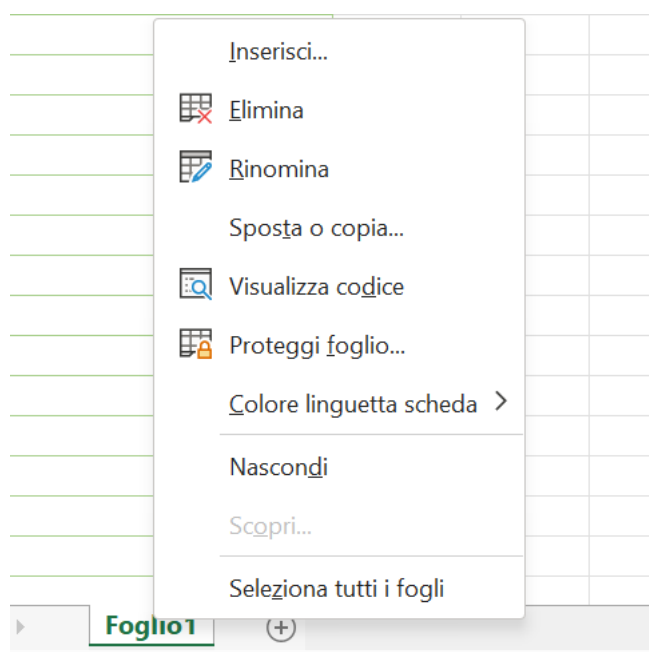 Inserisci...
Elimina
Rinomina
Sposta o copia...
Visualizza codice
Proteggi foglio...
Colore linguetta scheda
Nascondi
Scopri...
Seleziona tutti i fogli
Foglio1